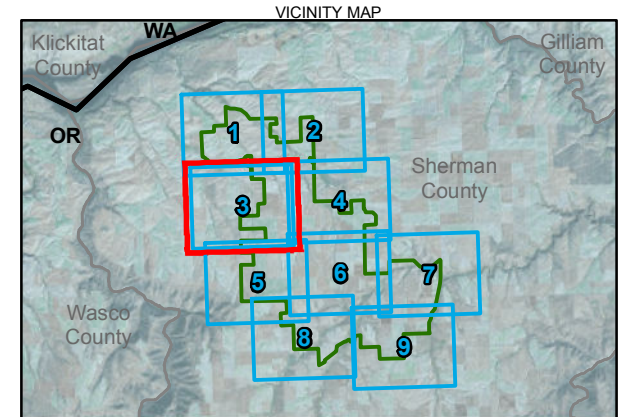 VICINITY MAP
WA
Klickitat
County
Gilliam
County
OR
1
2
Sherman
County
3
4
5
6
7
Wasco
County
8
9